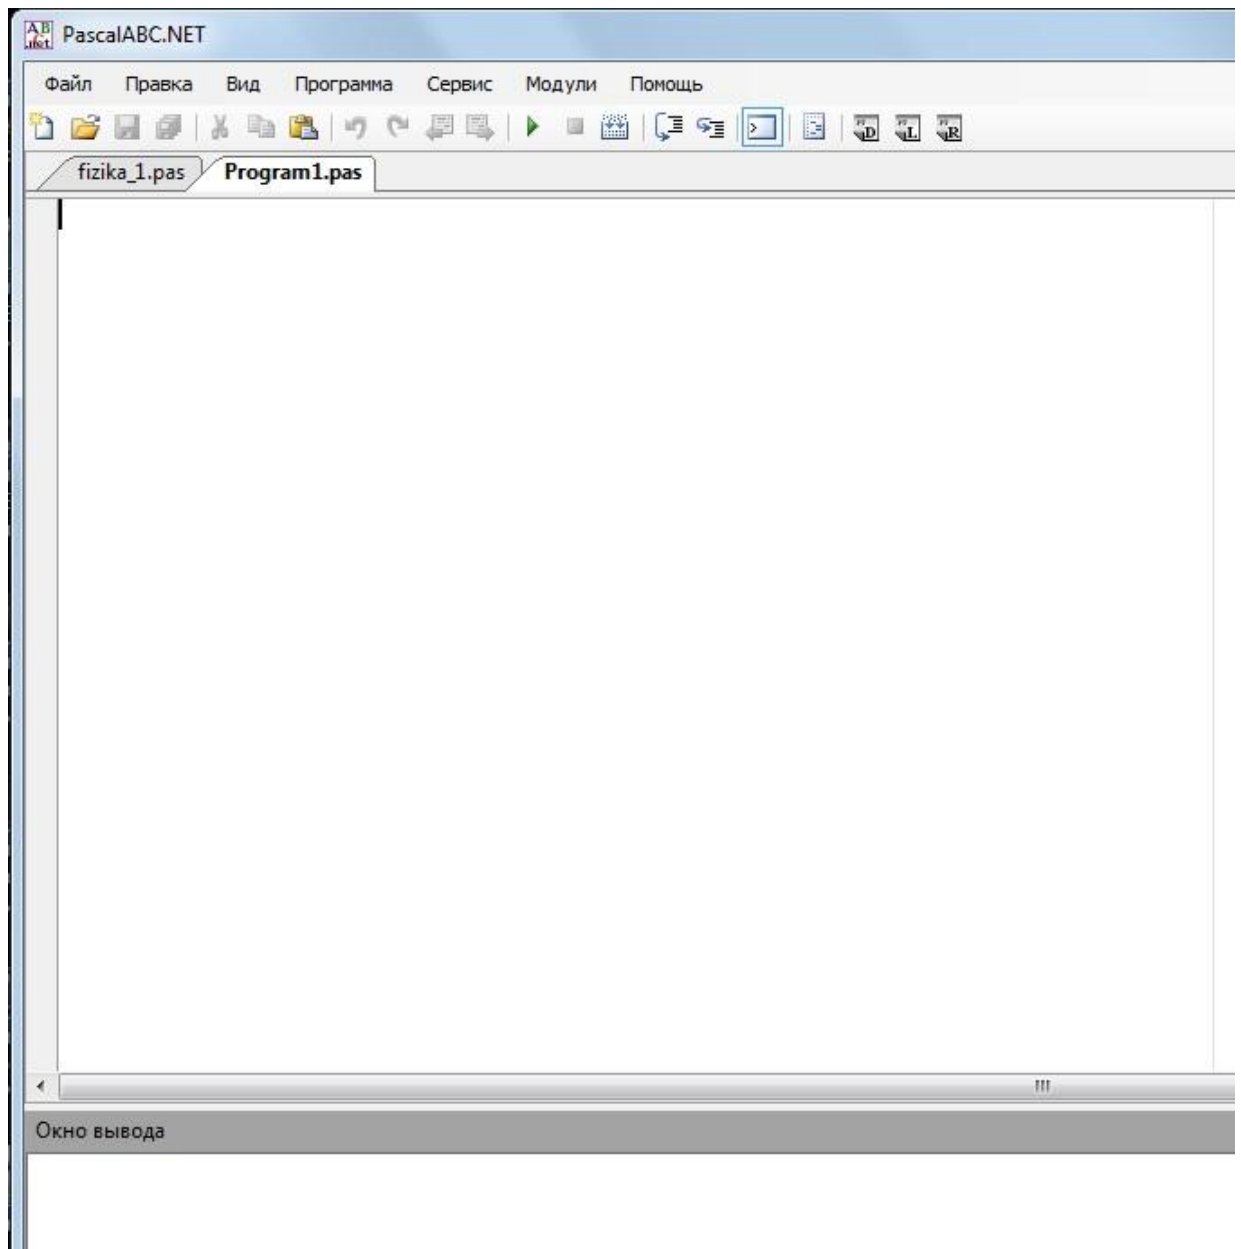 PascalABC.NET
Файл Правка Вид Программа Сервис Модули Помощь
fizika_1.pas Program1.pas
Окно вывода